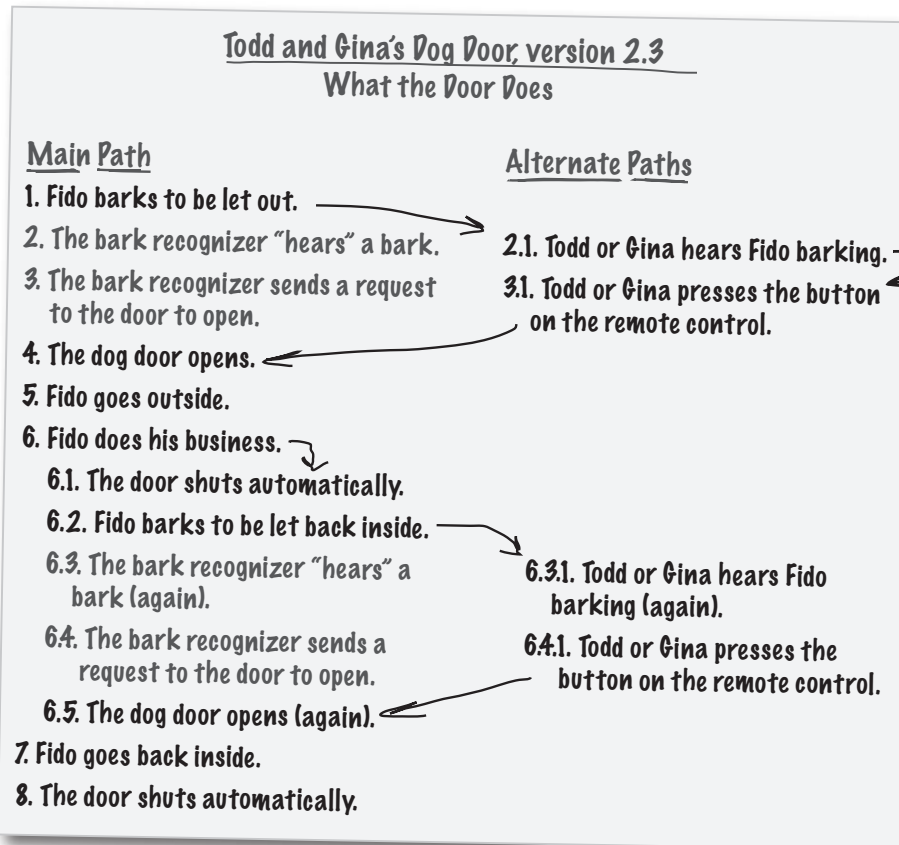 Todd and Gina's Dog Door, version 2.3
What the Door Does
Main Path
1. Fido barks to be let out.
2. The bark recognizer “hears” a bark.
3. The bark recognizer sends a request
to the door to open.
4. The dog door opens.
5. Fido goes outside.
6. Fido does his business.
6.1. The door shuts automatically.
6.2. Fido barks to be let back inside.
6.3. The bark recognizer “hears” a
bark (again).
6.4. The bark recognizer sends a
request to the door to open.
6.5. The dog door opens (again).
7. Fido goes back inside.
8. The door shuts automatically.
Alternate Paths
2.1. Todd or Gina hears Fido barking.
3.1. Todd or Gina presses the button
on the remote control.
6.3.1. Todd or Gina hears Fido
barking (again).
6.4.1. Todd or Gina presses the
button on the remote control.